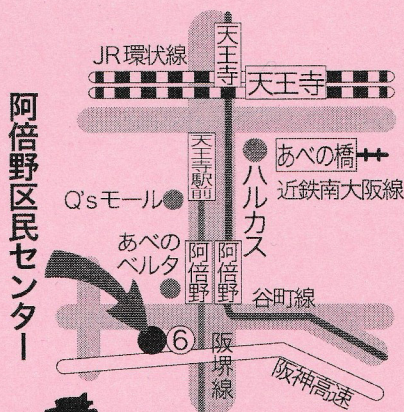 天王寺
JR環状線
天王寺
天王寺駅前
あべの橋
近鉄南大阪線
ハルカス
Q'sモール
あべの
ベルタ
阿倍野
阿倍野
谷町線
阿倍野区民センター
⑥
阪堺線
阪神高速